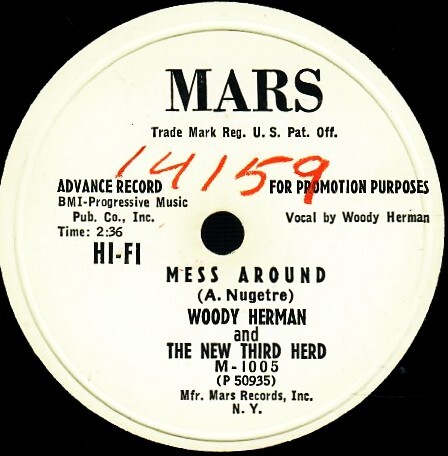 MARS
Trade Mark Reg. U. S. Pat. Off.
14159
ADVANCE RECORD
BMI-Progressive Music
Pub. Co., Inc.
Time: 2:36
HI-FI
FOR PROMOTION PURPOSES
Vocal by Woody Herman
MESS AROUND
(A. Nugetre)
WOODY HERMAN
and
THE NEW THIRD HERD
M-1005
(P 50935)
Mfr. Mars Records, Inc.
N. Y.